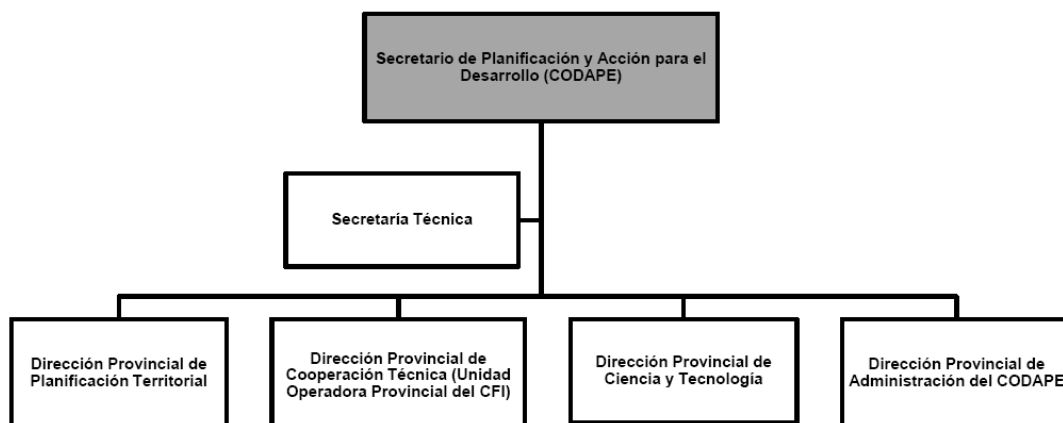 Secretario de Planificación y Acción para el
Desarrollo (CODAPE)
Secretaría Técnica
Dirección Provincial de
Planificación Territorial
Dirección Provincial de
Cooperación Técnica (Unidad
Operadora Provincial del CFI)
Dirección Provincial de
Ciencia y Tecnología
Dirección Provincial de
Administración del CODAPE